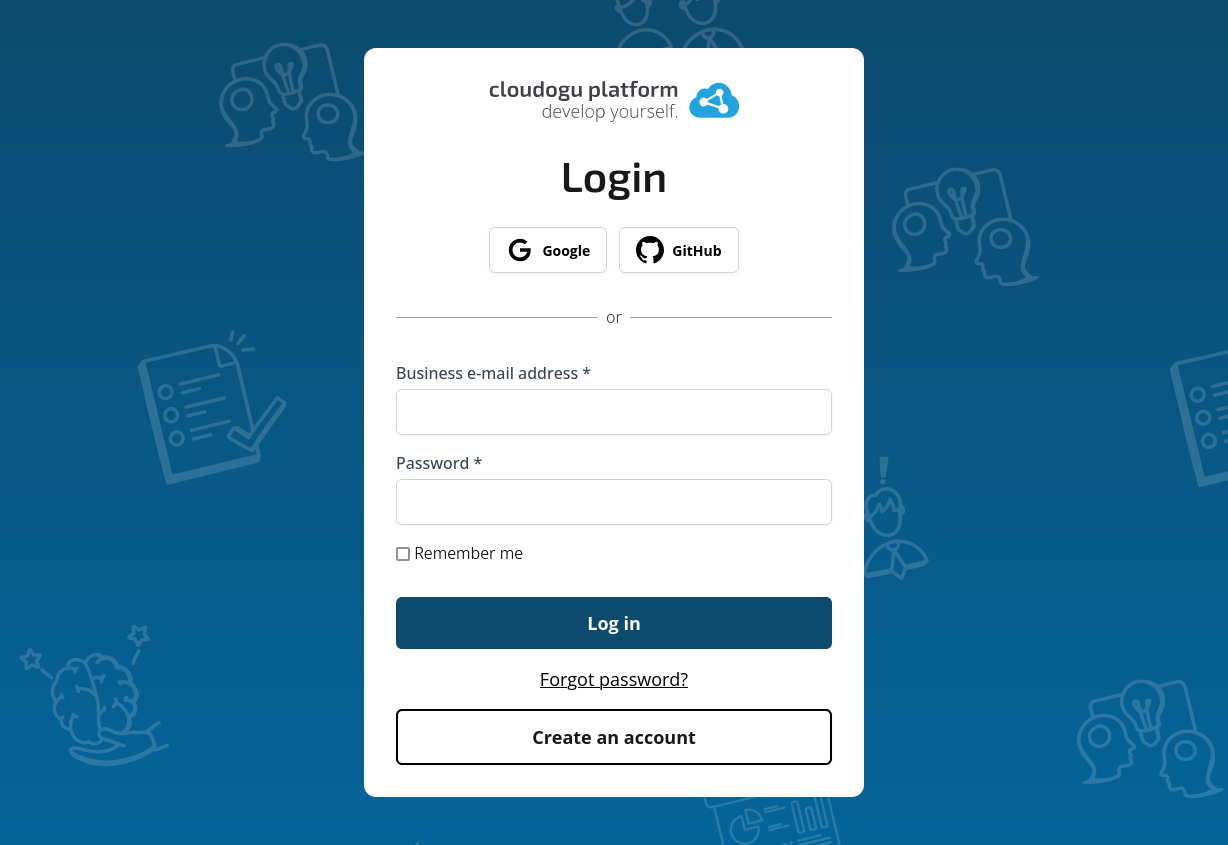 cloudogu platform
develop yourself.
Login
Google
GitHub
or
Business e-mail address *
Password *
Remember me
Log in
Forgot password?
Create an account